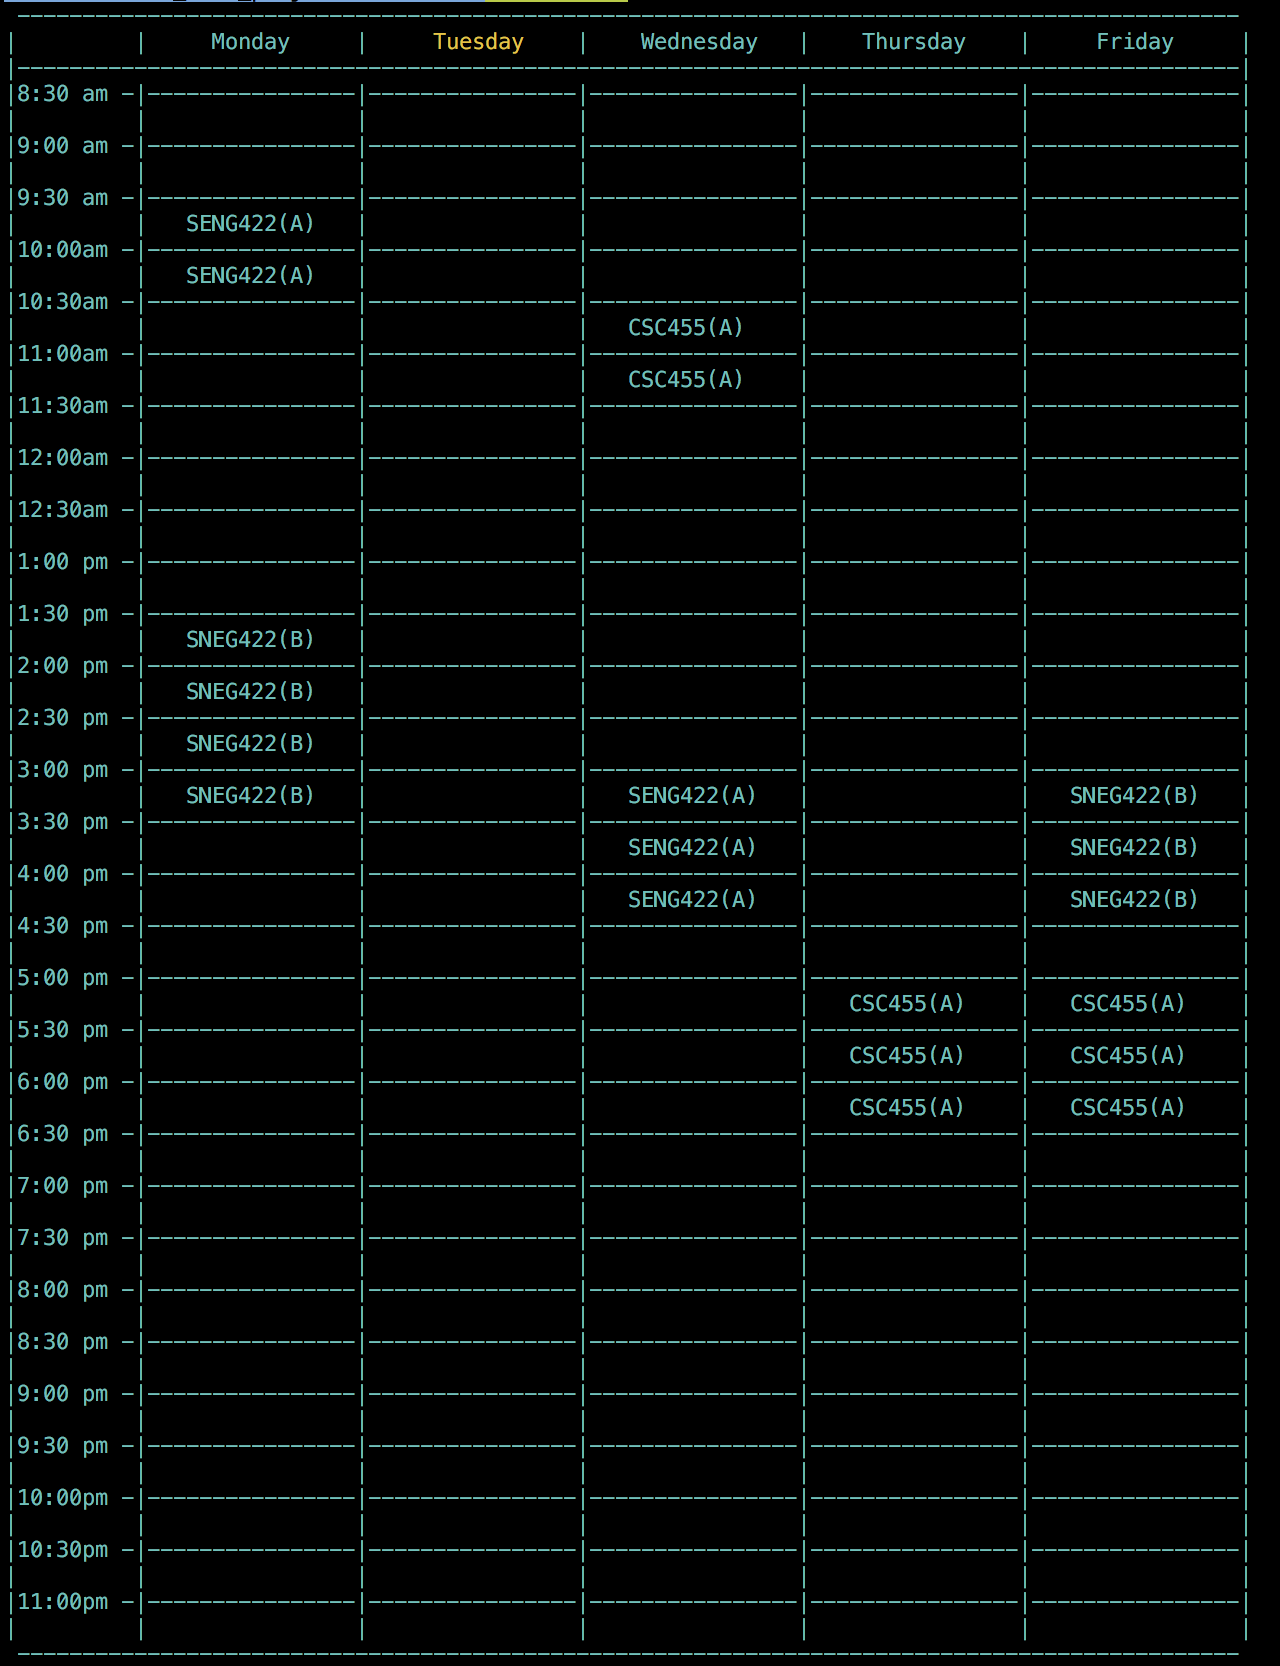 Monday Tuesday Wednesday Thursday Friday
8:30 am
9:00 am
9:30 am
SENG422(A)
10:00am
SENG422(A)
10:30am
CSC455(A)
11:00am
CSC455(A)
11:30am
12:00am
12:30am
1:00 pm
1:30 pm
SNEG422(B)
2:00 pm
SNEG422(B)
2:30 pm
SNEG422(B)
3:00 pm
SNEG422(B) SENG422(A) SNEG422(B)
3:30 pm
SENG422(A) SNEG422(B)
4:00 pm
SENG422(A) SNEG422(B)
4:30 pm
5:00 pm
CSC455(A) CSC455(A)
5:30 pm
CSC455(A) CSC455(A)
6:00 pm
CSC455(A) CSC455(A)
6:30 pm
7:00 pm
7:30 pm
8:00 pm
8:30 pm
9:00 pm
9:30 pm
10:00pm
10:30pm
11:00pm